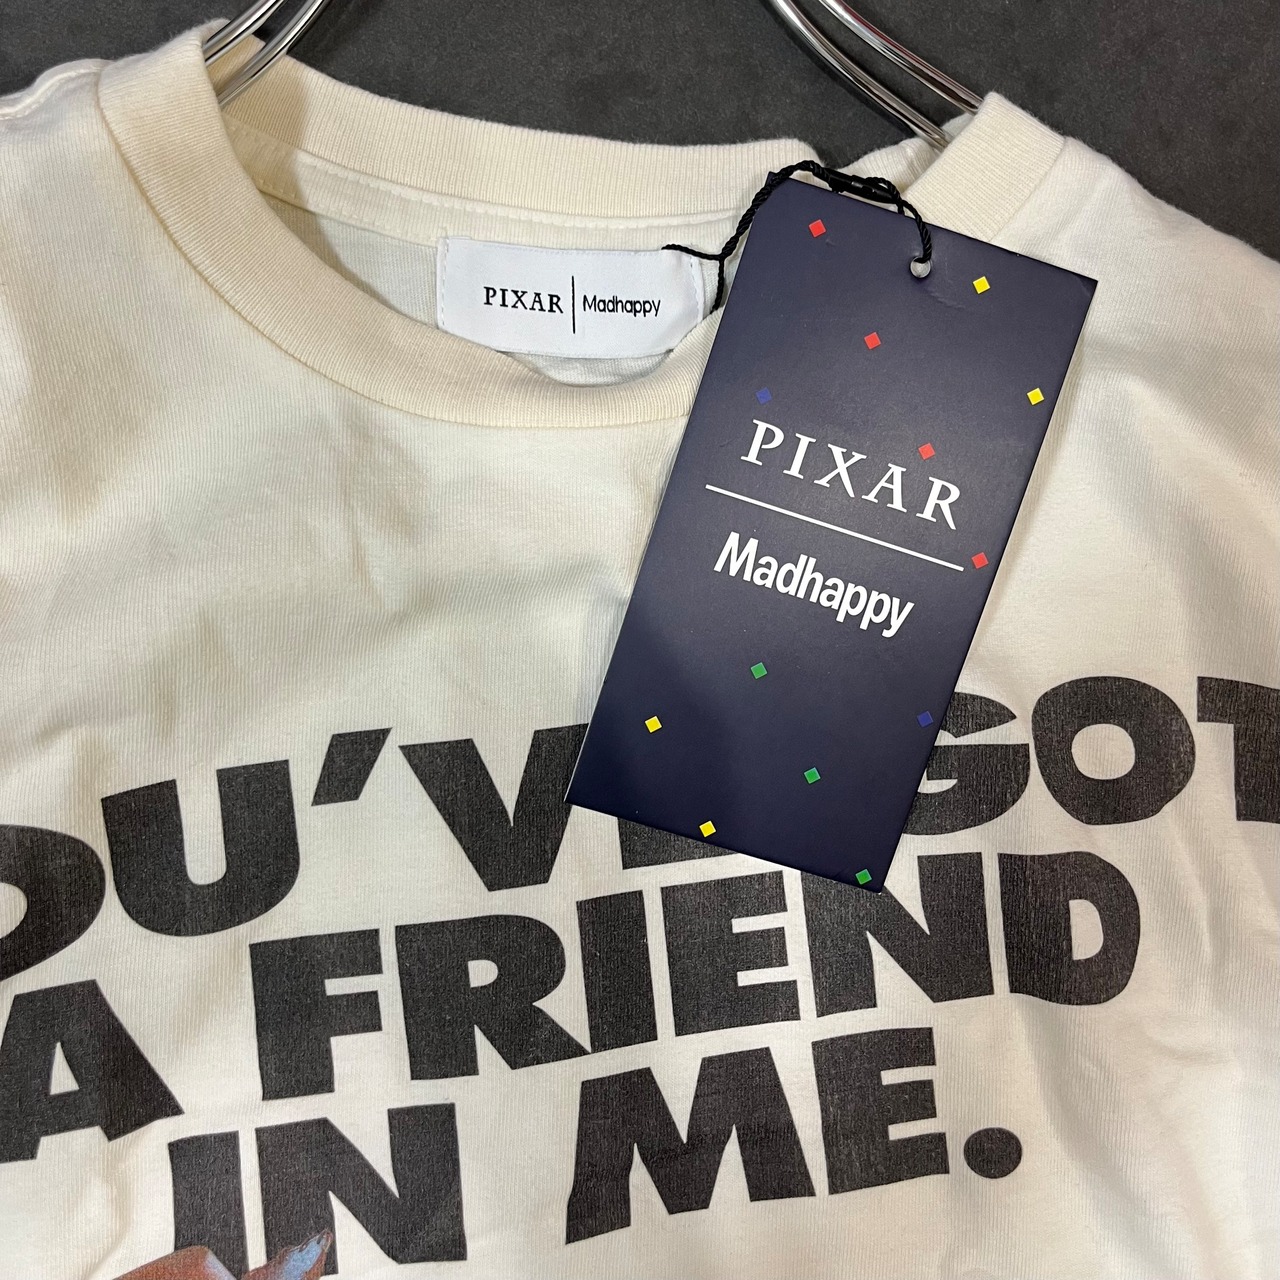 PIXAR | Madhappy
PIXAR
Madhappy
OU'VE GOT
A FRIEND
IN ME.